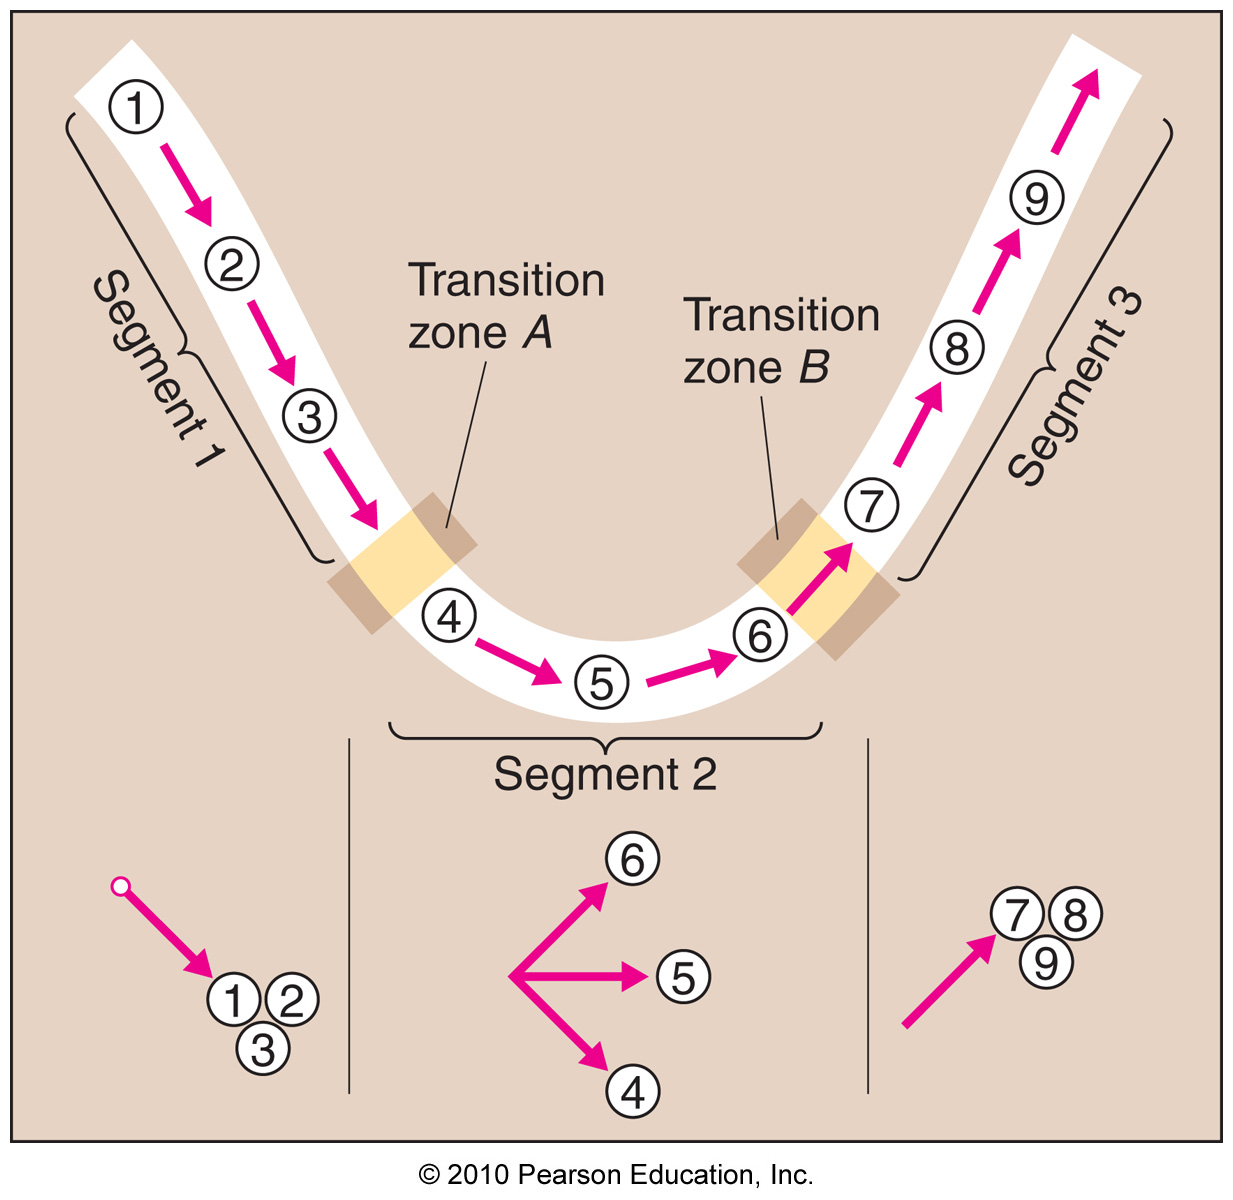 1
2
3
Segment 1
Transition
zone A
4
5
6
Segment 2
Transition
zone B
7
8
9
Segment 3
1 2
3
6
5
4
7 8
9
© 2010 Pearson Education, Inc.